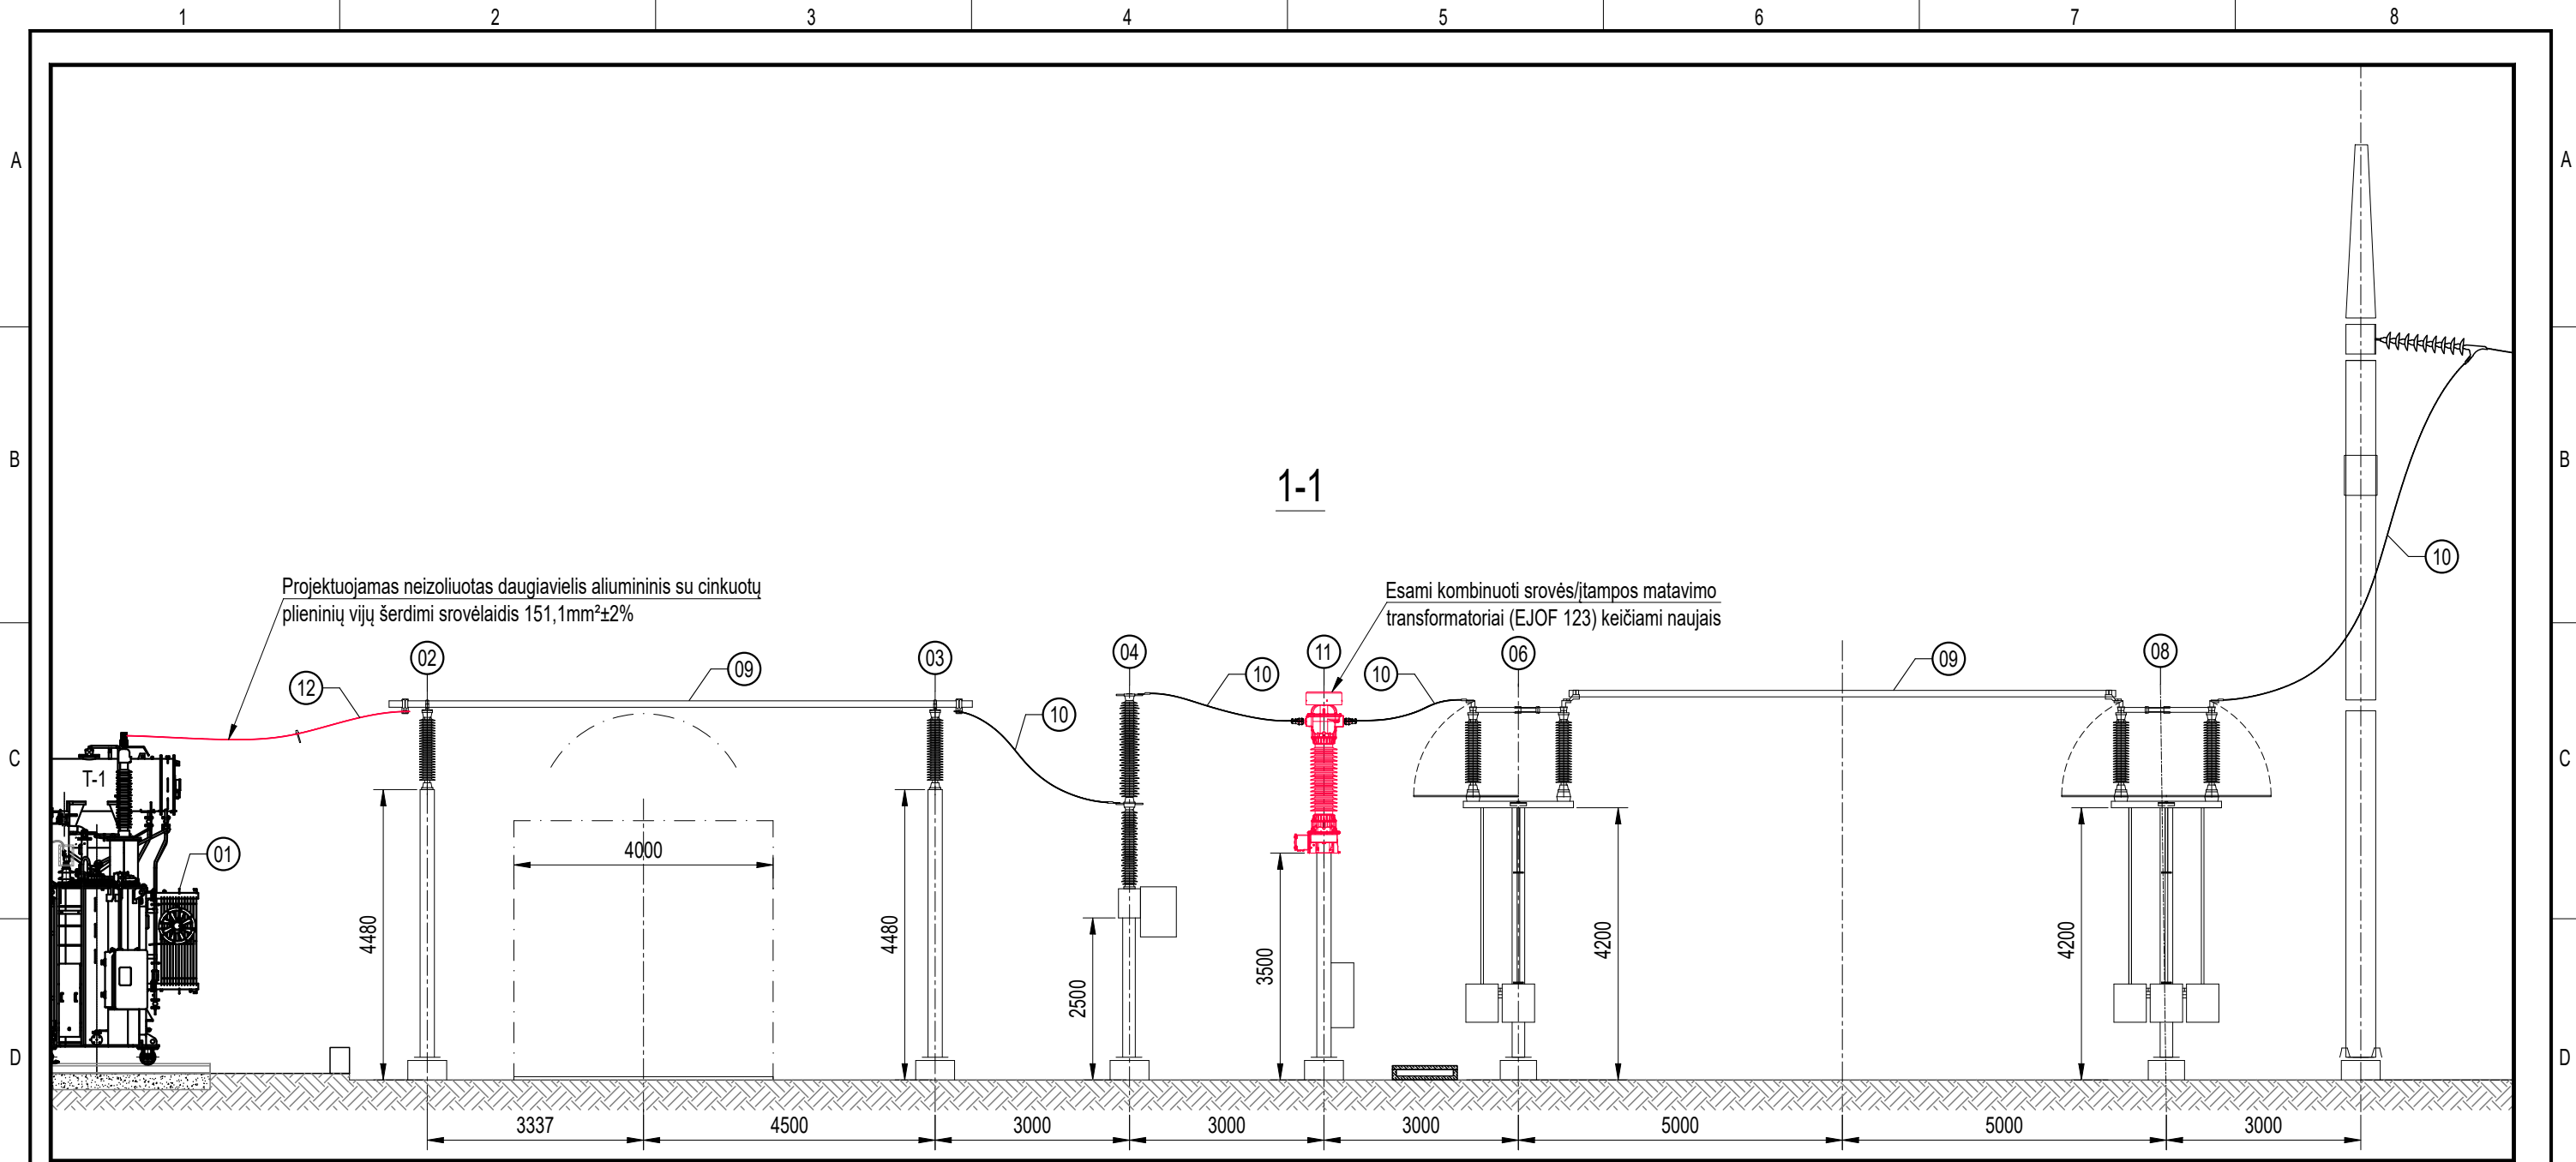 1 2 3 4 5 6 7 8
A A
B B
1-1
10
Projektuojamas neizoliuotas daugiavielis aliumininis su cinkuotų
plieninių vijų šerdimi srovėlaidis 151,1mm²±2%
Esami kombinuoti srovės/įtampos matavimo
transformatoriai (EJOF 123) keičiami naujais
02 03 04 11 06 08
12 09 10 10 09
10
C C
T-1
01
4000
4480 4480 2500 3500 4200 4200
D D
3337 4500 3000 3000 3000 5000 5000 3000